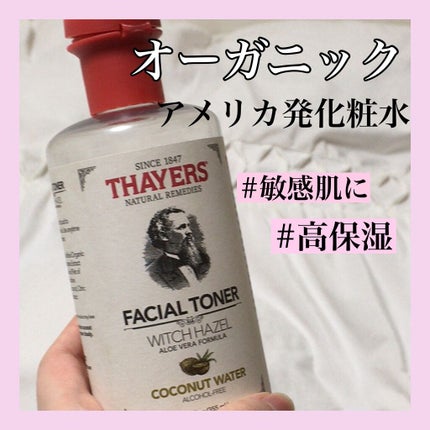 オーガニック
アメリカ発化粧水
#敏感肌に
#高保湿
SINCE 1847
THAYERS
NATURAL REMEDIES
FACIAL TONER
WITCH HAZEL
ALOE VERA FORMULA
COCONUT WATER
ALCOHOL-FREE
TONER